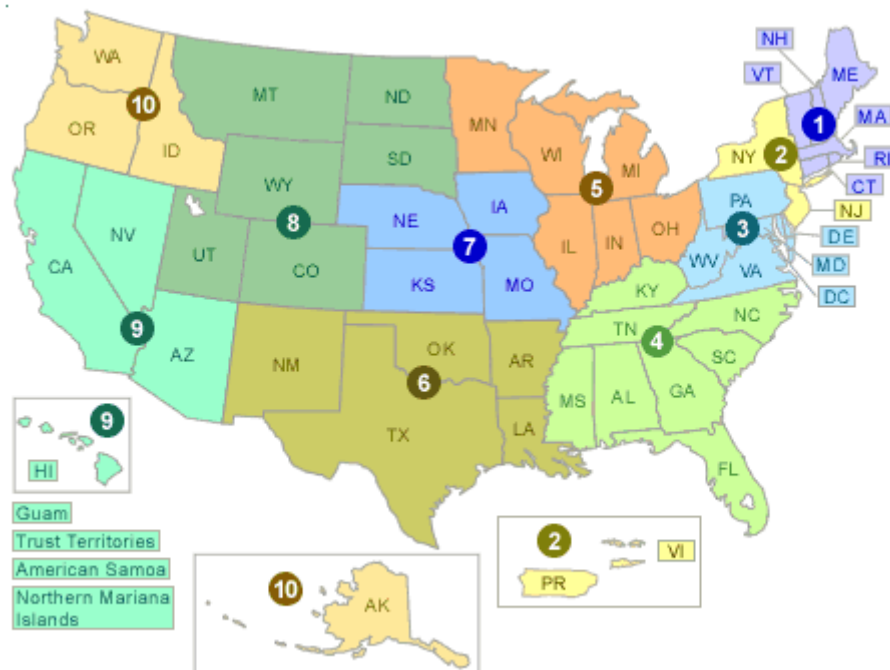 NH
WA
VT
ME
MT
ND
10
MN
1
OR
MA
ID
WI
2
SD
NY
MI
RI
WY
5
CT
PA
IA
8
NE
3
NJ
NV
OH
DE
7
IL
IN
UT
WV
CA
CO
VA
MD
KS
MO
KY
DC
NC
9
TN
4
OK
AZ
AR
SC
NM
6
MS
AL
GA
9
TX
LA
HI
FL
Guam
Trust Territories
2
VI
American Samoa
10
PR
Northern Mariana
Islands
AK